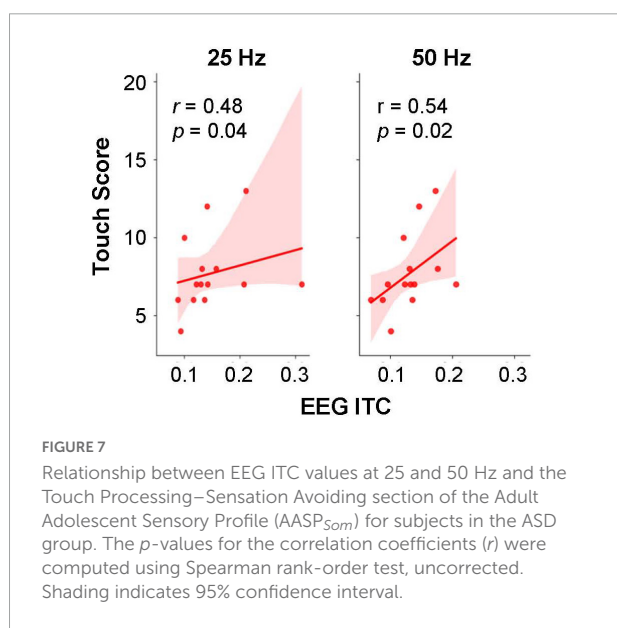 25 Hz
50 Hz
20
15
10
5
Touch Score
r = 0.48
p = 0.04
r = 0.54
p = 0.02
0.1 0.2 0.3
0.1 0.2 0.3
EEG ITC
FIGURE 7
Relationship between EEG ITC values at 25 and 50 Hz and the
Touch Processing–Sensation Avoiding section of the Adult
Adolescent Sensory Profile (AASPSom) for subjects in the ASD
group. The p-values for the correlation coefficients (r) were
computed using Spearman rank-order test, uncorrected.
Shading indicates 95% confidence interval.